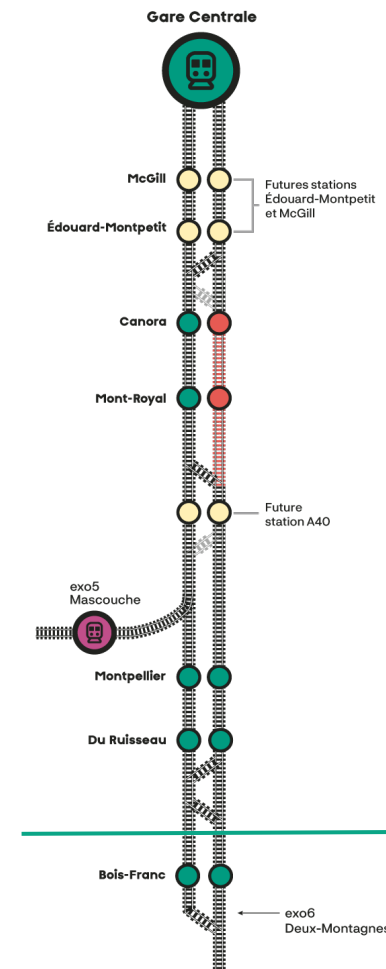 Gare Centrale
McGill
Futures stations
Édouard-Montpetit
et McGill
Édouard-Montpetit
Canora
Mont-Royal
Future
station A40
exo5
Mascouche
Montpellier
Du Ruisseau
Bois-Franc
exo6
Deux-Montagnes